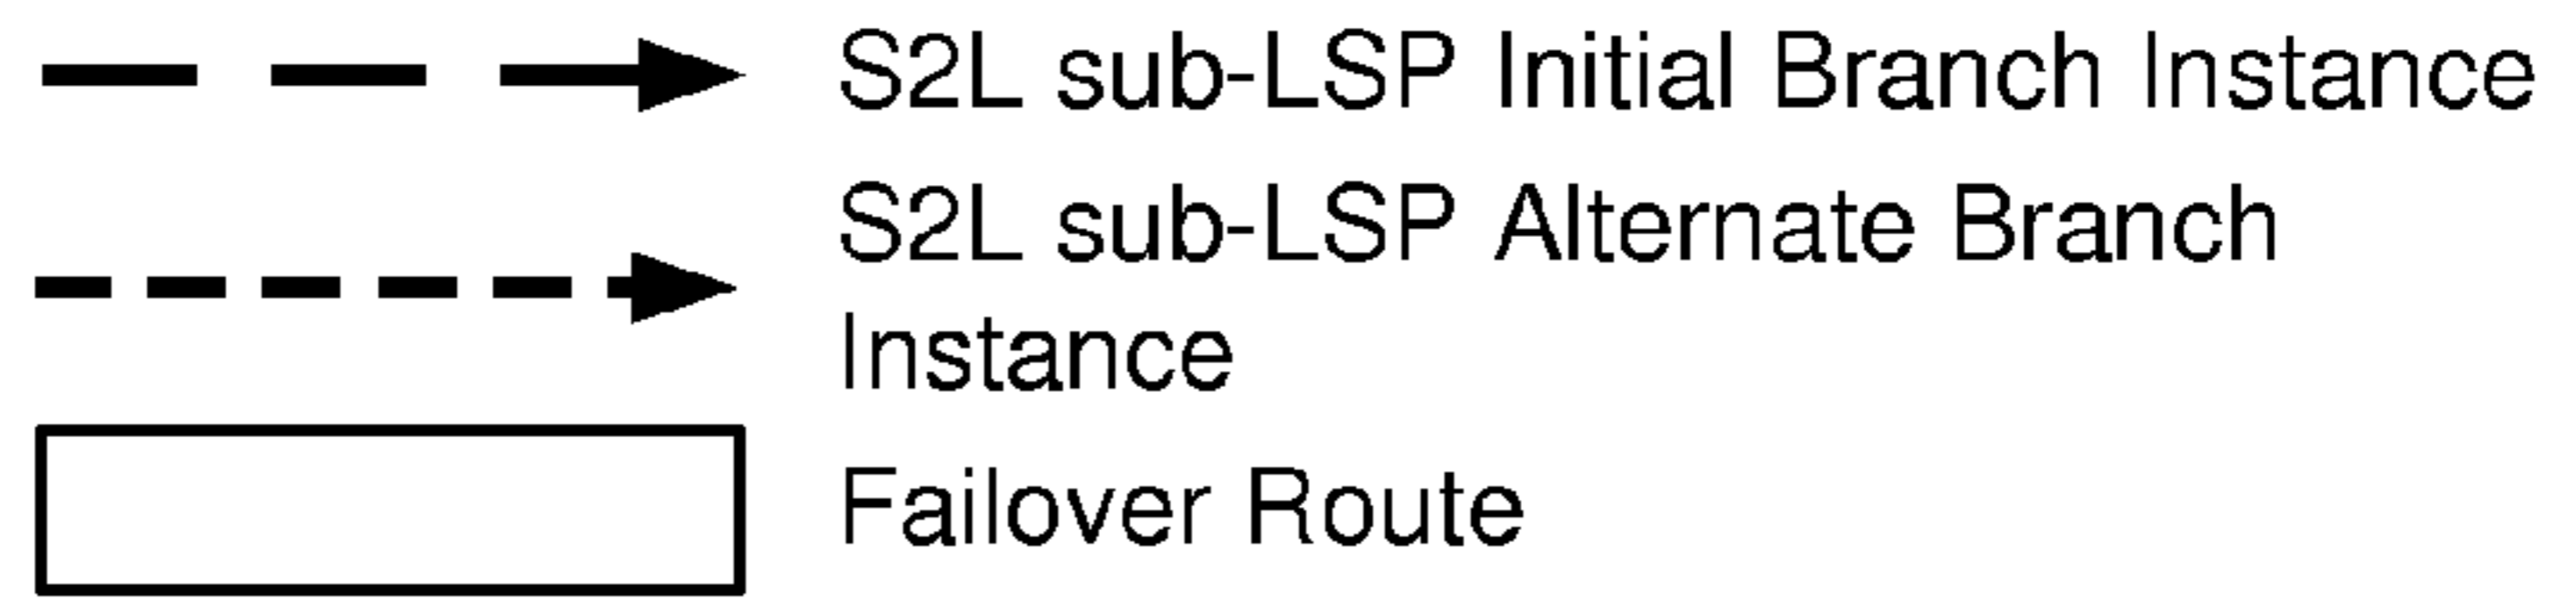 S2L sub-LSP Initial Branch Instance
S2L sub-LSP Alternate Branch
Instance
Failover Route